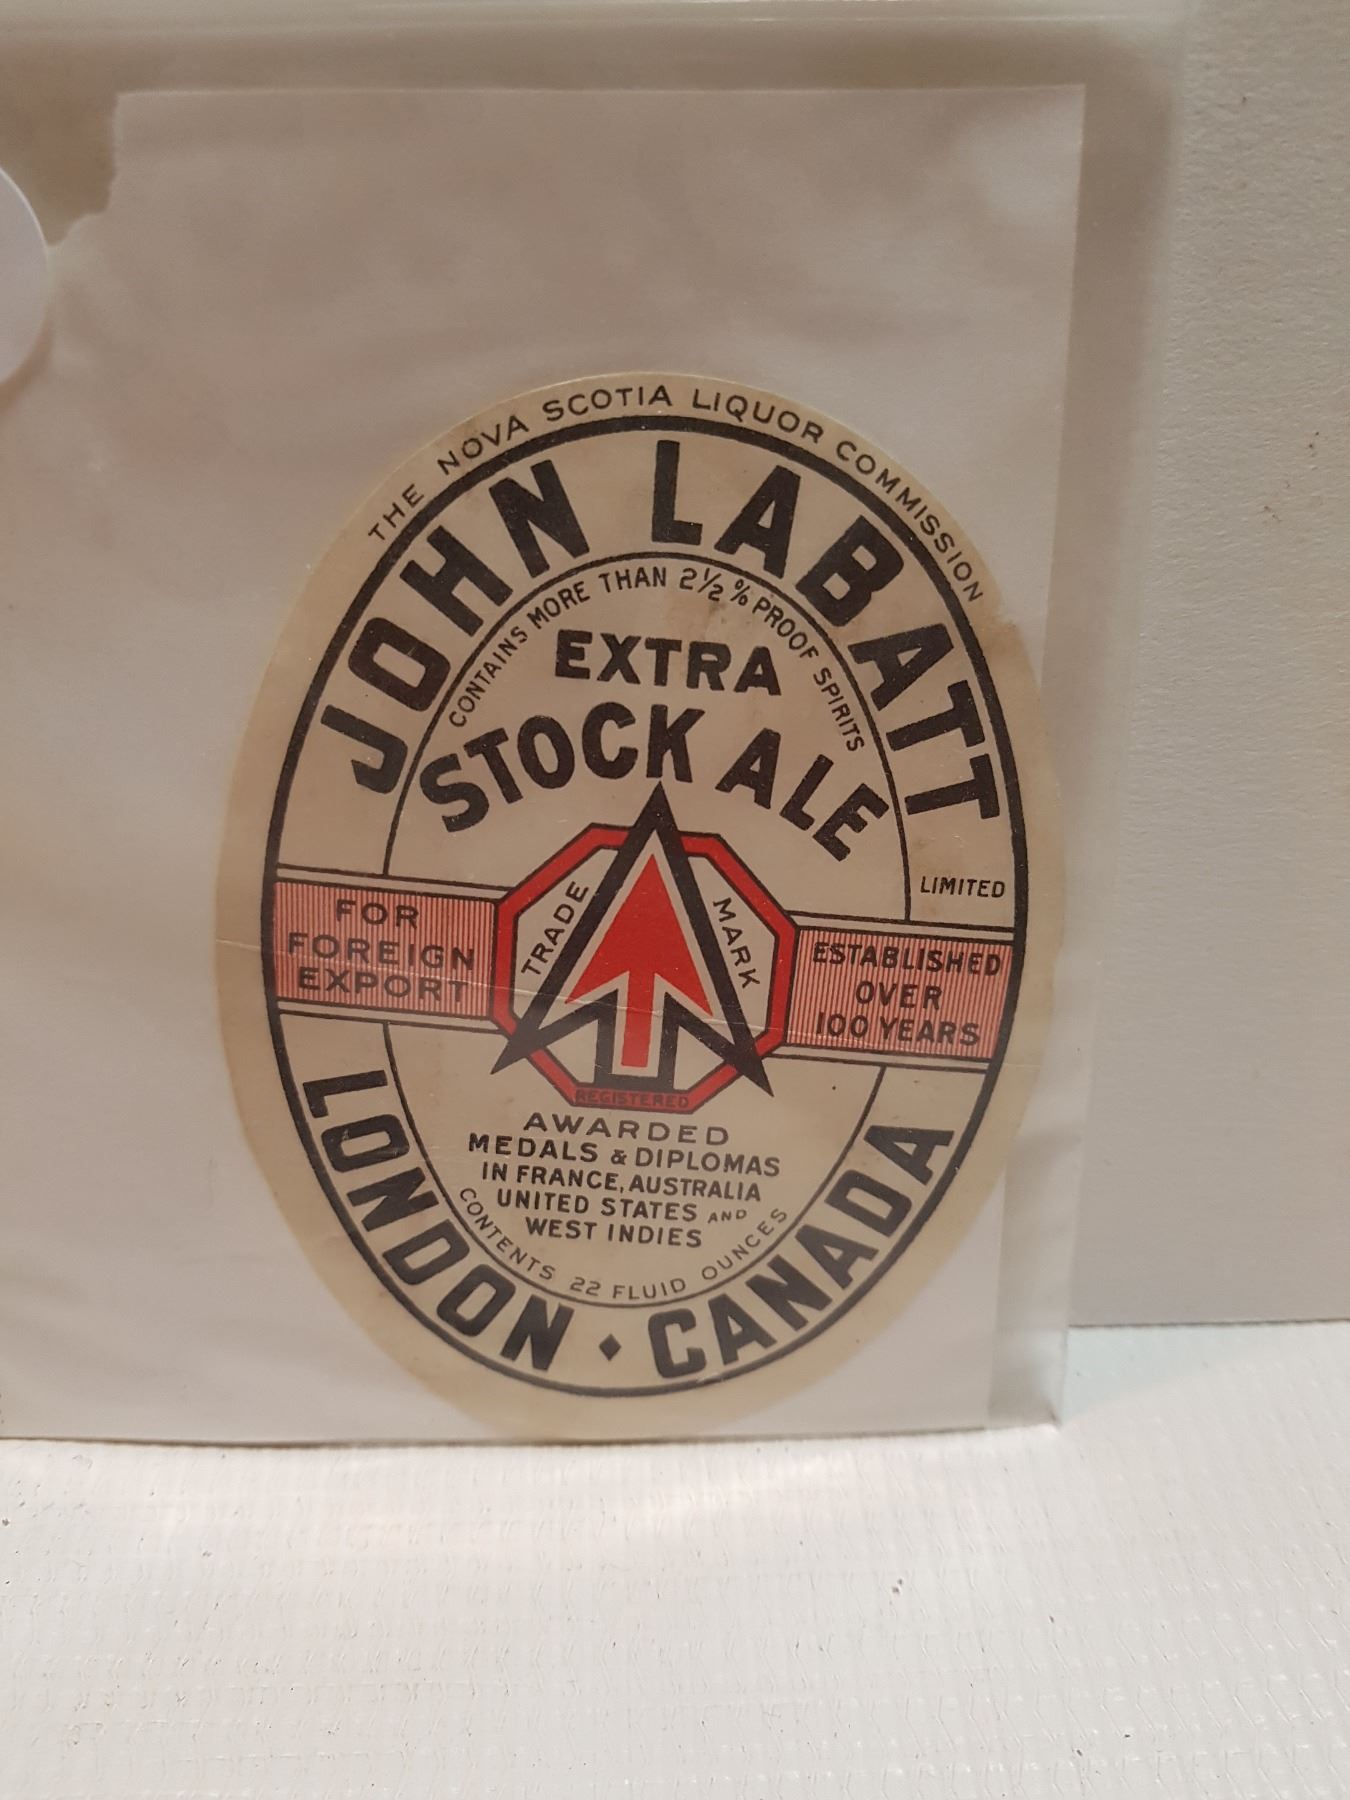 THE NOVA SCOTIA LIQUOR COMMISSION
JOHN LABATT
LIMITED
CONTAINS MORE THAN 2½% PROOF SPIRITS
EXTRA
STOCK ALE
TRADE MARK
FOR
FOREIGN
EXPORT
ESTABLISHED
OVER
100 YEARS
REGISTERED
AWARDED
MEDALS & DIPLOMAS
IN FRANCE, AUSTRALIA
UNITED STATES AND
WEST INDIES
CONTENTS 22 FLUID OUNCES
LONDON • CANADA